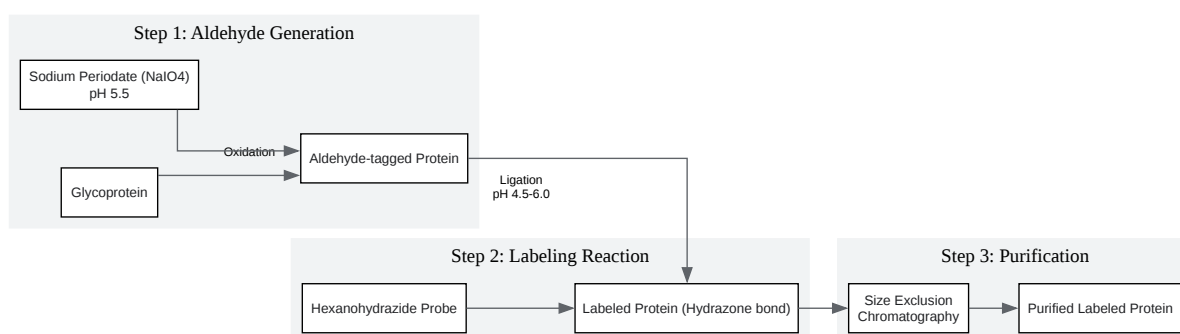 Step 1: Aldehyde Generation
Sodium Periodate (NaIO4)
pH 5.5
Oxidation
Aldehyde-tagged Protein
Glycoprotein
Ligation
pH 4.5-6.0
Step 2: Labeling Reaction
Hexanohydrazide Probe
Labeled Protein (Hydrazone bond)
Step 3: Purification
Size Exclusion
Chromatography
Purified Labeled Protein